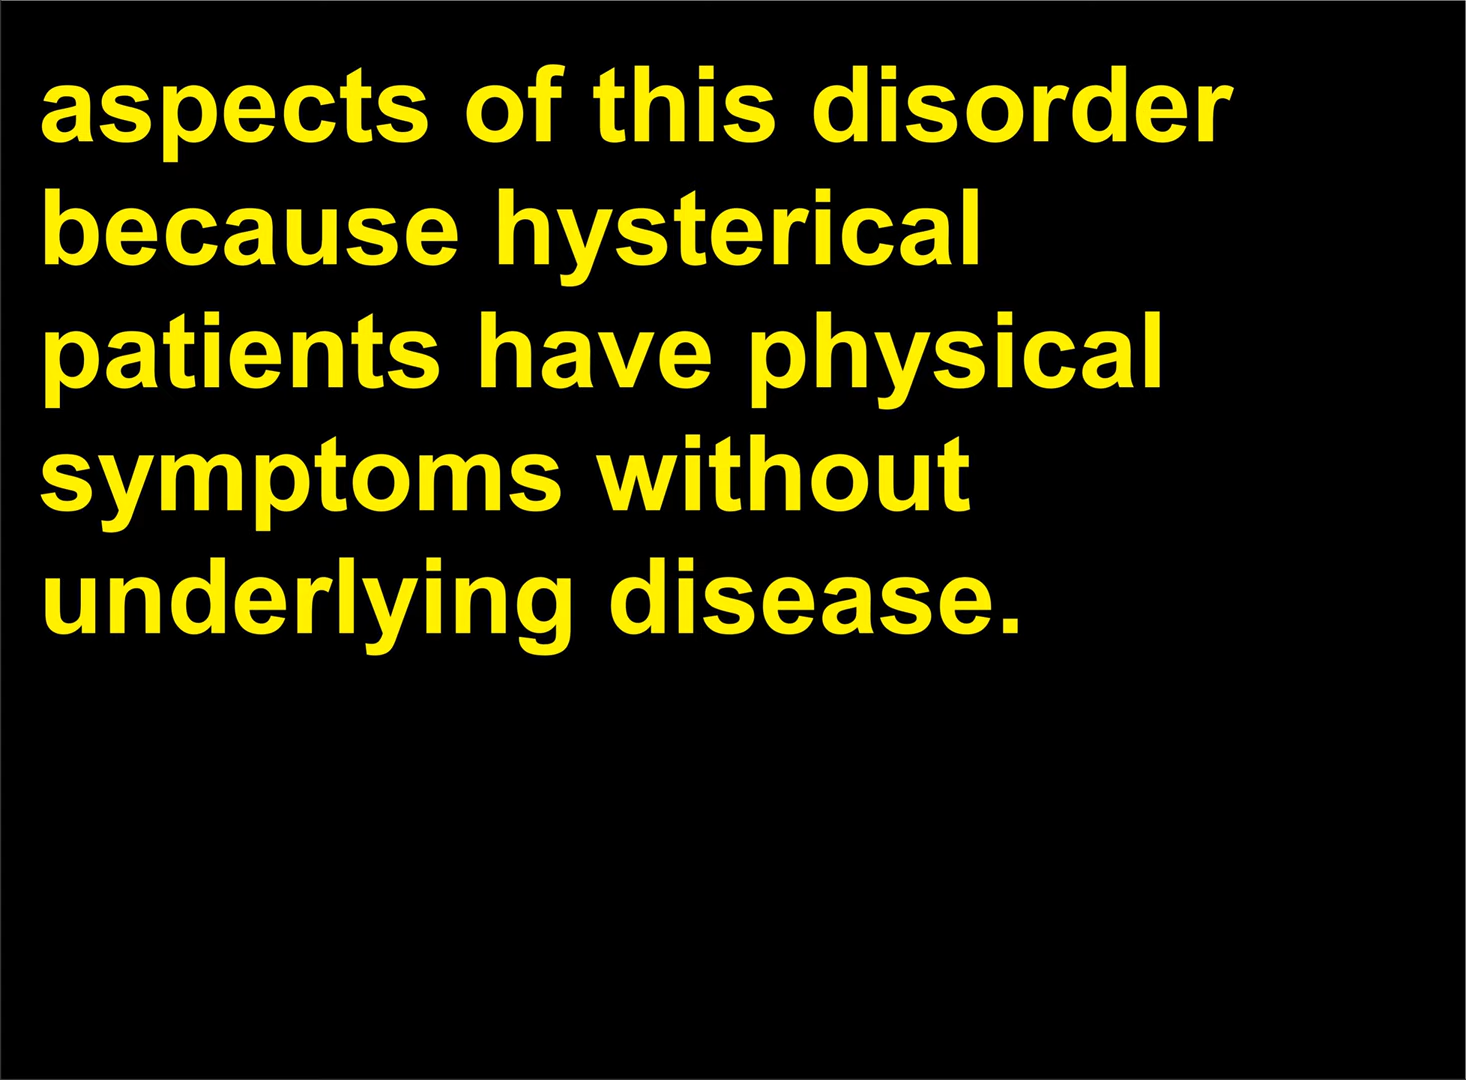 aspects of this disorder
because hysterical
patients have physical
symptoms without
underlying disease.